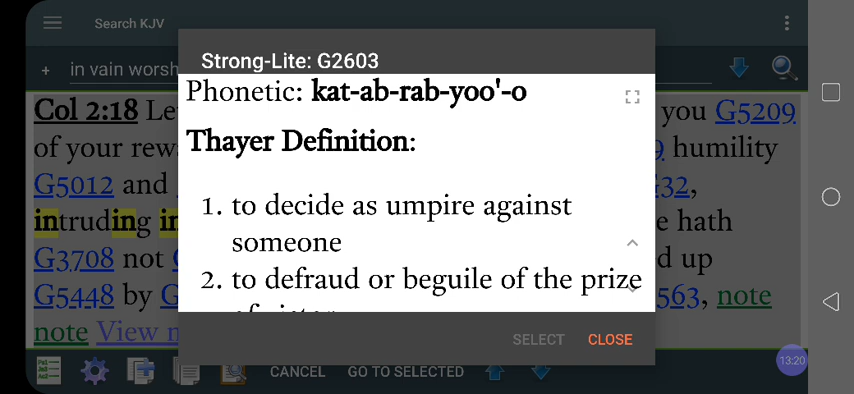 Search KJV
Strong-Lite: G2603
+ in vain worsh
Phonetic: kat-ab-rab-yoo'-o
Thayer Definition:
1. to decide as umpire against
someone
2. to defraud or beguile of the prize
Col 2:18 Le you G5209
of your rew 9 humility
G5012 and 32,
intruding in e hath
G3708 not d up
G5448 by G 563, note
note View n
SELECT CLOSE
CANCEL GO TO SELECTED
13:20